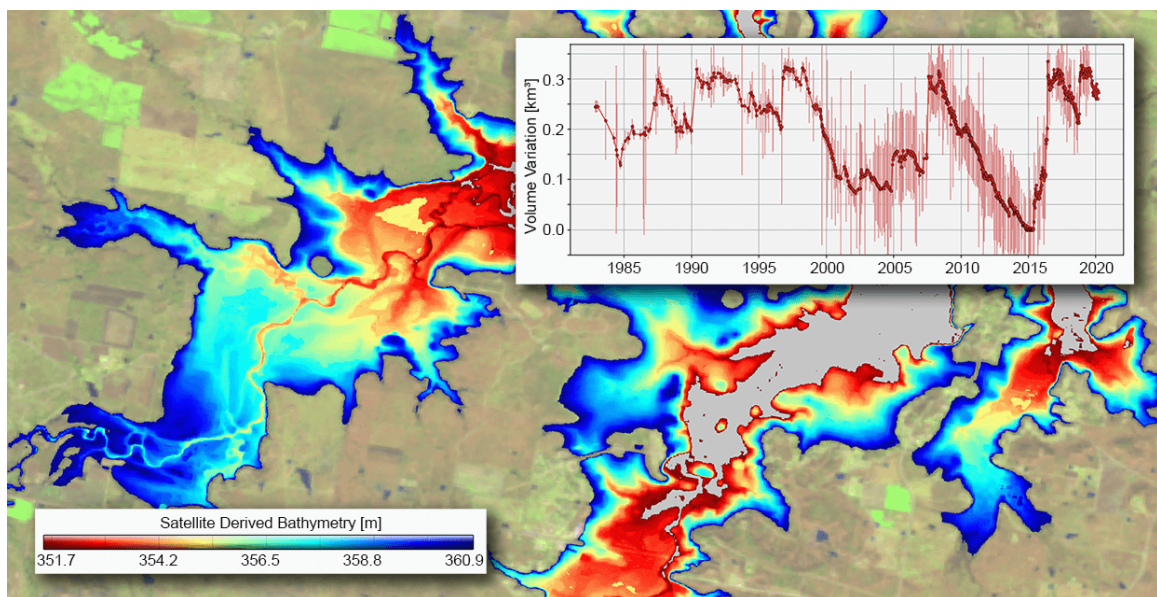 Volume Variation [km³]
0.3
0.2
0.1
0.0
1985 1990 1995 2000 2005 2010 2015 2020
Satellite Derived Bathymetry [m]
351.7 354.2 356.5 358.8 360.9